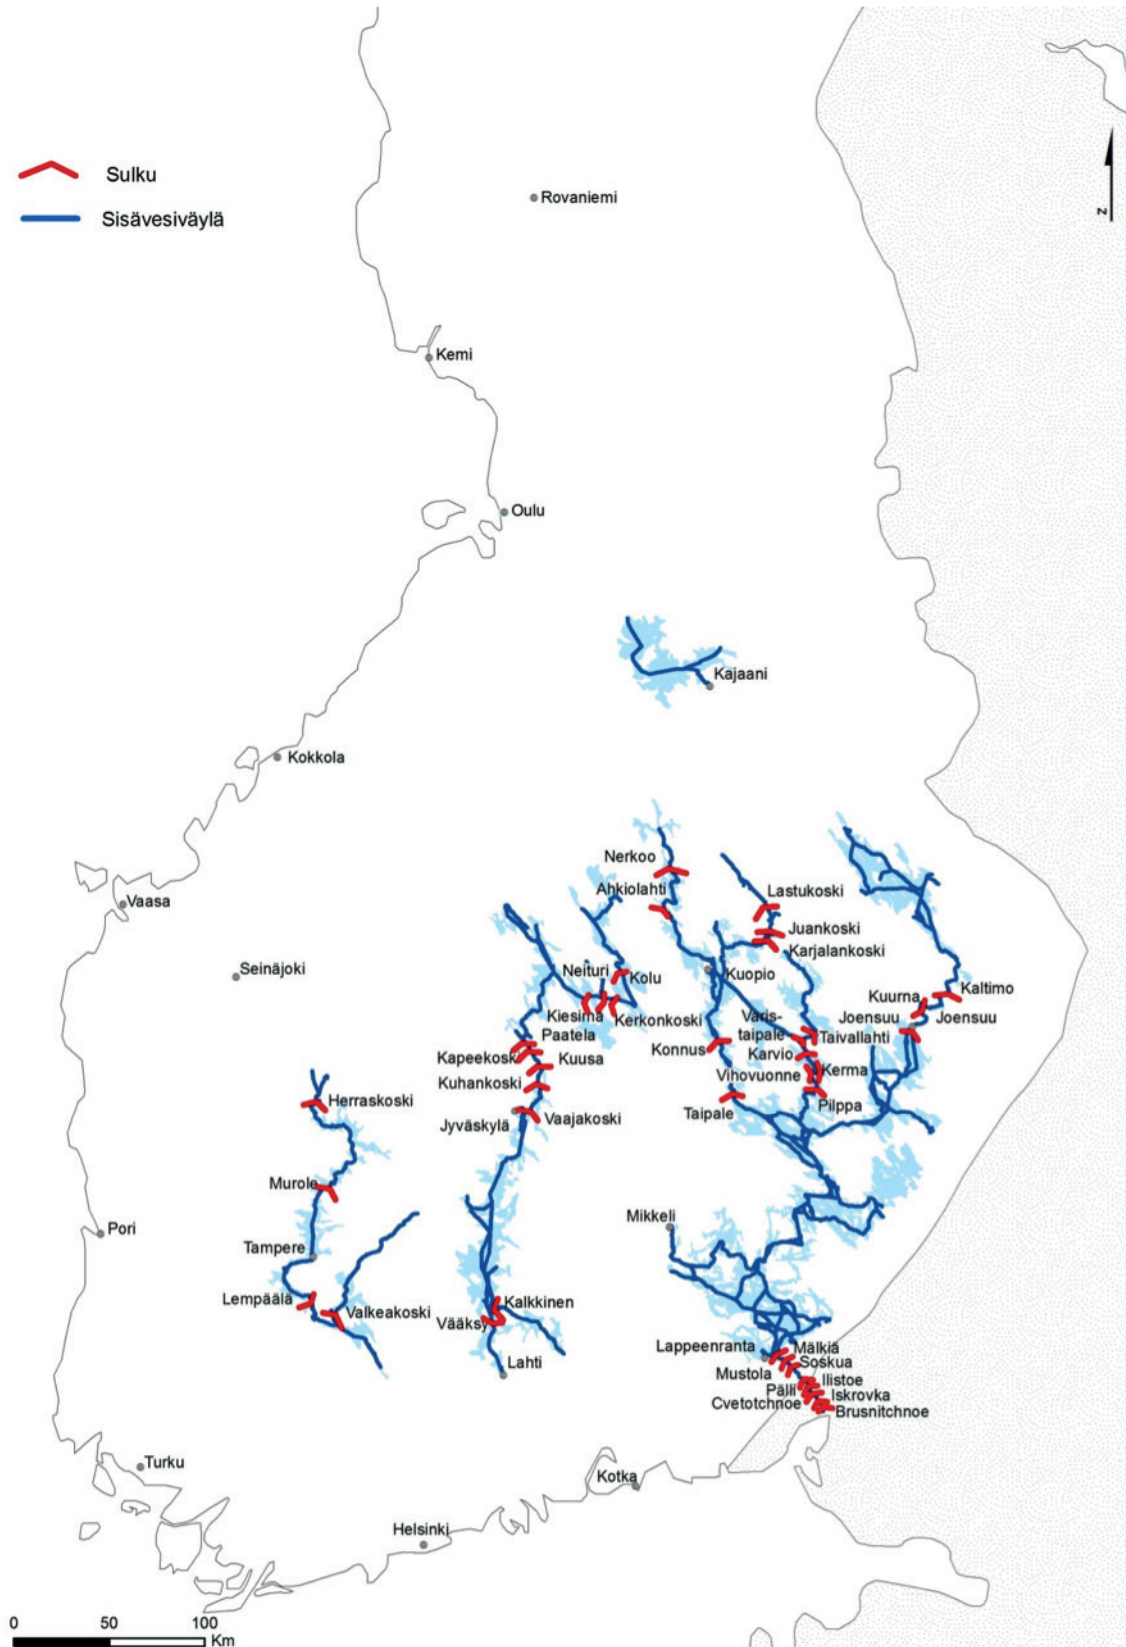 Sulku
Rovaniemi
Sisävesiväylä
z
Kemi
Oulu
Kajaani
Kokkola
Nerkoo
Ahkiolahti
Lastukoski
Vaasa
Juankoski
Karjalankoski
Seinäjoki
Neituri
Kolu
Kuopio
Kaltimo
Kuurna
Kiesimä
Kerkonkoski
Varis-
taipale
Joensuu
Joensuu
Paatela
Taivallahti
Kapeekoski
Kuusa
Konnus
Karvio
Kuhankoski
Vihovuonne
Kerma
Herraskoski
Pilppa
Jyväskylä
Vaajakoski
Taipale
Murole
Mikkeli
Pori
Tampere
Lempäälä
Valkeakoski
Kalkkinen
Vääksy
Lappeenranta
Mälkiä
Lahti
Mustola
Soskua
Pälli
Ilistoe
Cvetotchnoe
Iskrovka
Brusnitchnoe
Turku
Kotka
Helsinki
0 50 100
Km